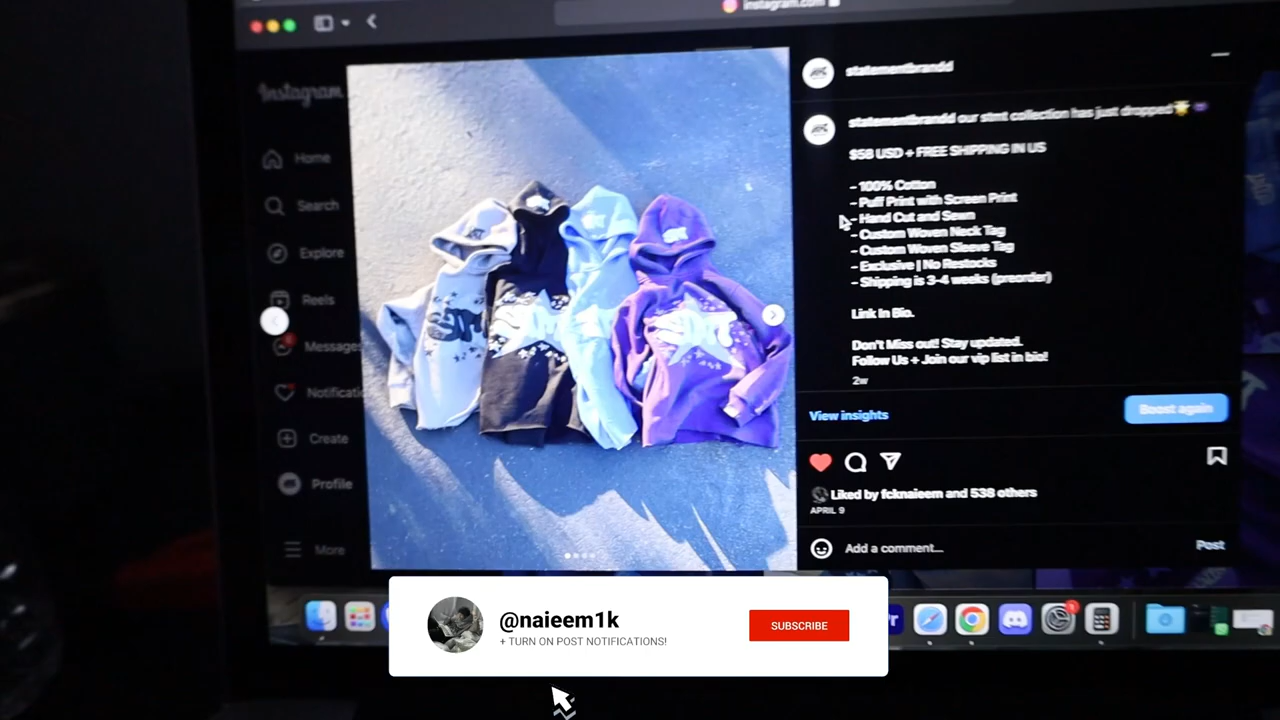 instagram.com
Instagram
Home
Search
Explore
Reels
Messages
Notificatio
Create
Profile
More
statementbrandd
statementbrandd our stmt collection has just dropped
$58 USD + FREE SHIPPING IN US
- 100% Cotton
- Puff Print with Screen Print
- Hand Cut and Sewn
- Custom Woven Neck Tag
- Custom Woven Sleeve Tag
- Exclusive | No Restocks
- Shipping is 3-4 weeks (preorder)
Link In Bio.
Don't Miss out! Stay updated.
Follow Us + Join our vip list in bio!
2w
View insights
Boost again
Liked by fcknaieem and 538 others
APRIL 9
Add a comment...
Post
@naieem1k
+ TURN ON POST NOTIFICATIONS!
SUBSCRIBE